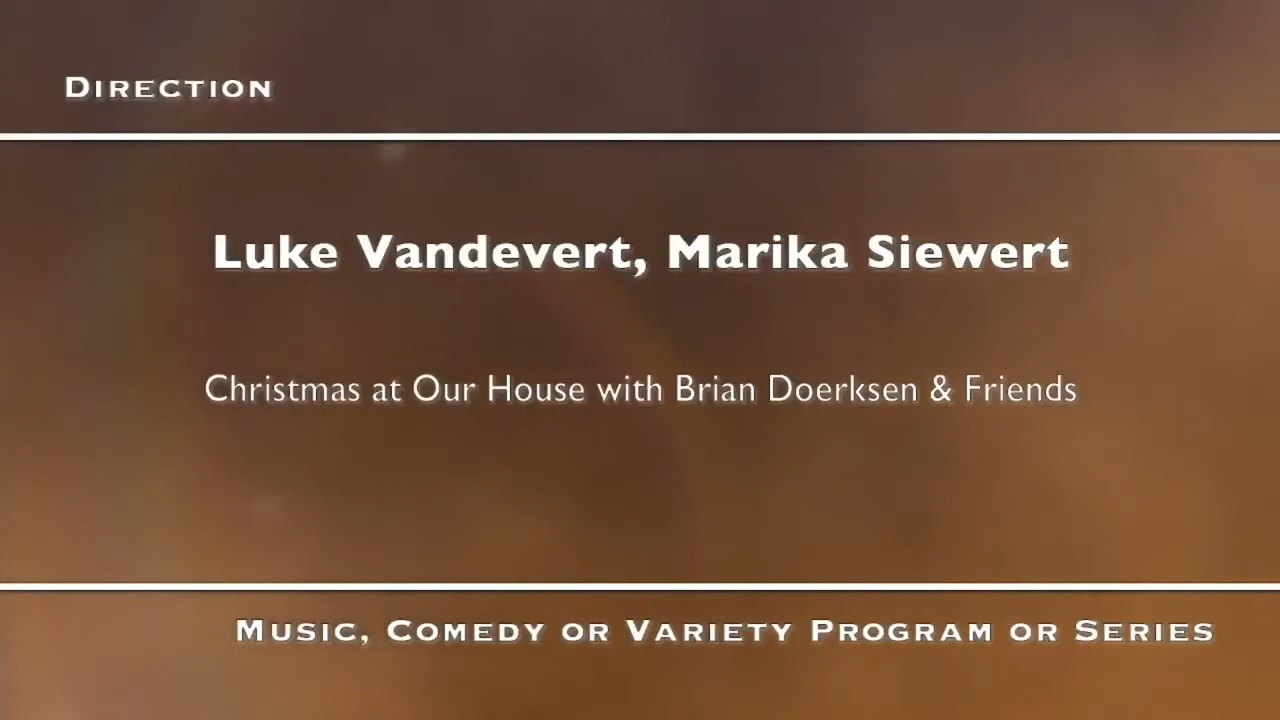 Direction
Luke Vandevert, Marika Siewert
Christmas at Our House with Brian Doerksen & Friends
Music, Comedy or Variety Program or Series